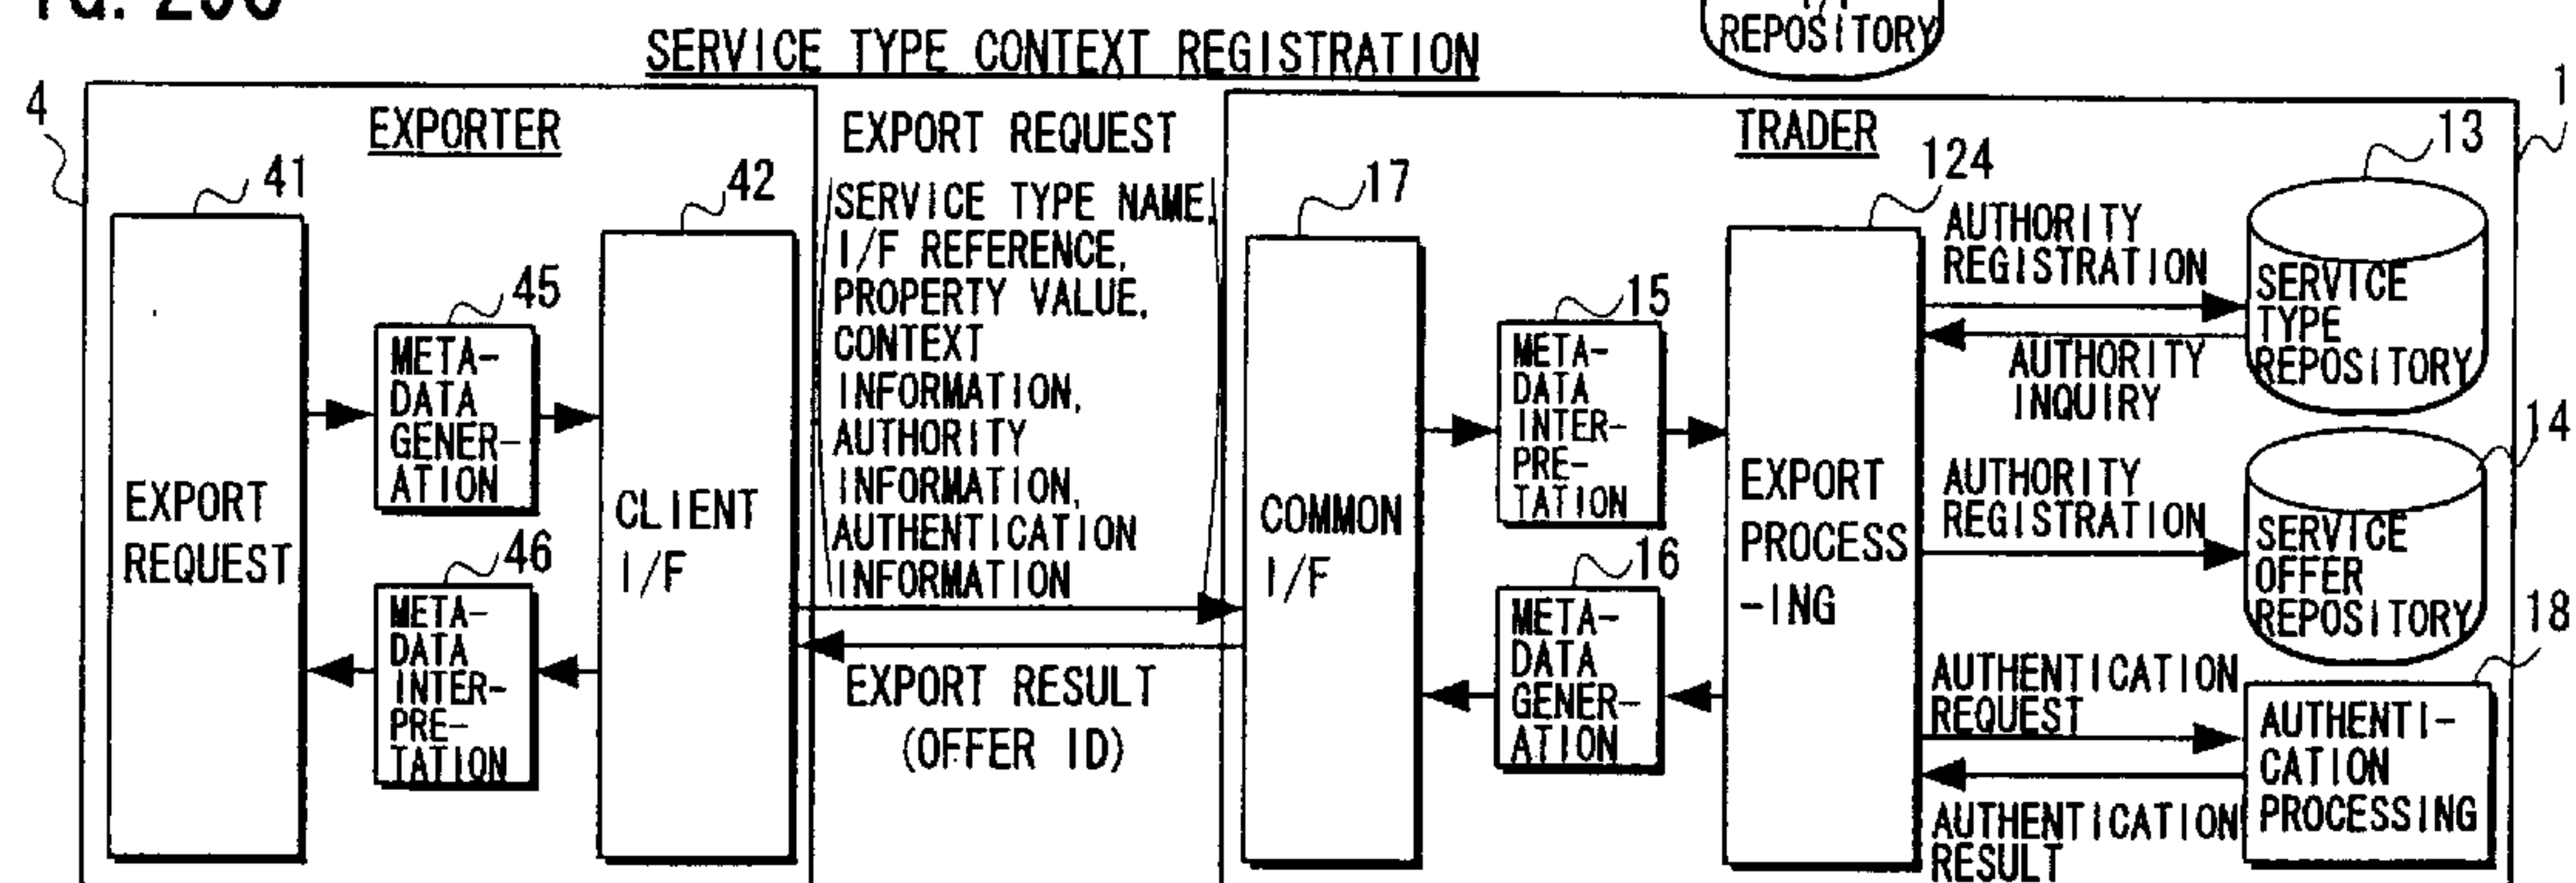 REPOSITORY
SERVICE TYPE CONTEXT REGISTRATION
4
EXPORTER
41
42
45
META-
DATA
GENER-
ATION
46
META-
DATA
INTER-
PRE-
TATION
EXPORT
REQUEST
CLIENT
I/F
EXPORT REQUEST
SERVICE TYPE NAME,
I/F REFERENCE,
PROPERTY VALUE,
CONTEXT
INFORMATION,
AUTHORITY
INFORMATION,
AUTHENTICATION
INFORMATION
EXPORT RESULT
(OFFER ID)
1
TRADER
17
COMMON
I/F
15
META-
DATA
INTER-
PRE-
TATION
16
META-
DATA
GENER-
ATION
124
EXPORT
PROCESS
-ING
AUTHORITY
REGISTRATION
AUTHORITY
INQUIRY
13
SERVICE
TYPE
REPOSITORY
AUTHORITY
REGISTRATION
14
SERVICE
OFFER
REPOSITORY
AUTHENTICATION
REQUEST
AUTHENTICATION
RESULT
18
AUTHENTI-
CATION
PROCESSING